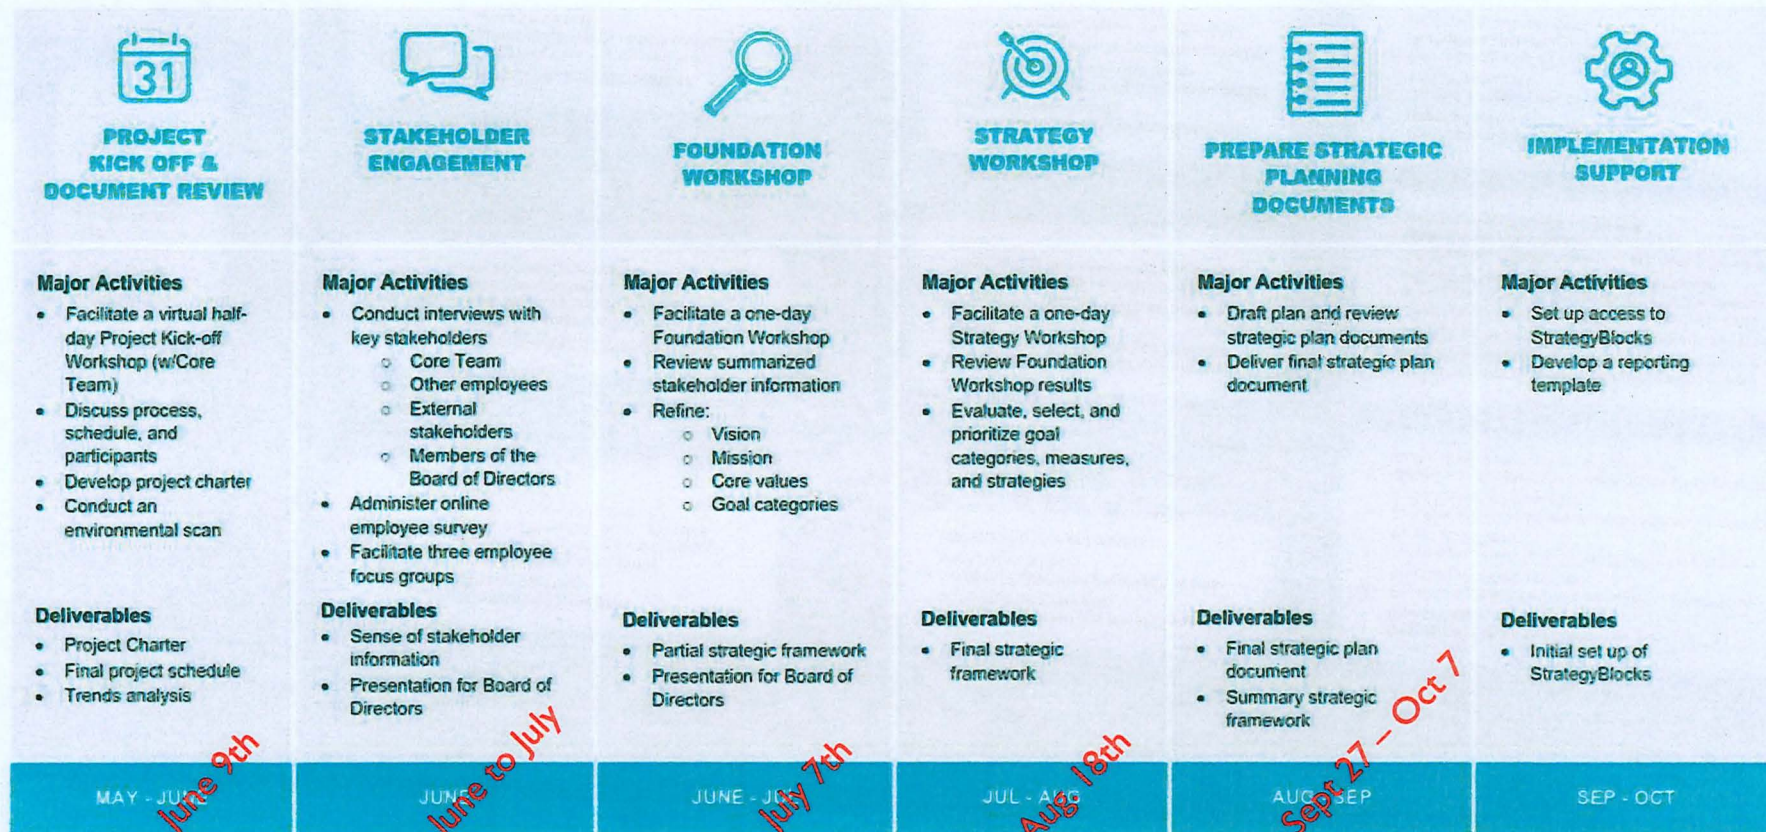 31
PROJECT
KICK OFF &
DOCUMENT REVIEW
Major Activities
• Facilitate a virtual half-
day Project Kick-off
Workshop (w/Core
Team)
• Discuss process,
schedule, and
participants
• Develop project charter
• Conduct an
environmental scan
Deliverables
• Project Charter
• Final project schedule
• Trends analysis
MAY - JUNE
June 9th
STAKEHOLDER
ENGAGEMENT
Major Activities
• Conduct interviews with
key stakeholders
○ Core Team
○ Other employees
○ External
stakeholders
○ Members of the
Board of Directors
• Administer online
employee survey
• Facilitate three employee
focus groups
Deliverables
• Sense of stakeholder
information
• Presentation for Board of
Directors
JUNE
June to July
FOUNDATION
WORKSHOP
Major Activities
• Facilitate a one-day
Foundation Workshop
• Review summarized
stakeholder information
• Refine:
○ Vision
○ Mission
○ Core values
○ Goal categories
Deliverables
• Partial strategic framework
• Presentation for Board of
Directors
JUNE - JUL
July 7th
STRATEGY
WORKSHOP
Major Activities
• Facilitate a one-day
Strategy Workshop
• Review Foundation
Workshop results
• Evaluate, select, and
prioritize goal
categories, measures,
and strategies
Deliverables
• Final strategic
framework
JUL - AUG
Aug 18th
PREPARE STRATEGIC
PLANNING
DOCUMENTS
Major Activities
• Draft plan and review
strategic plan documents
• Deliver final strategic plan
document
Deliverables
• Final strategic plan
document
• Summary strategic
framework
AUG - SEP
Sept 27 – Oct 7
IMPLEMENTATION
SUPPORT
Major Activities
• Set up access to
StrategyBlocks
• Develop a reporting
template
Deliverables
• Initial set up of
StrategyBlocks
SEP - OCT